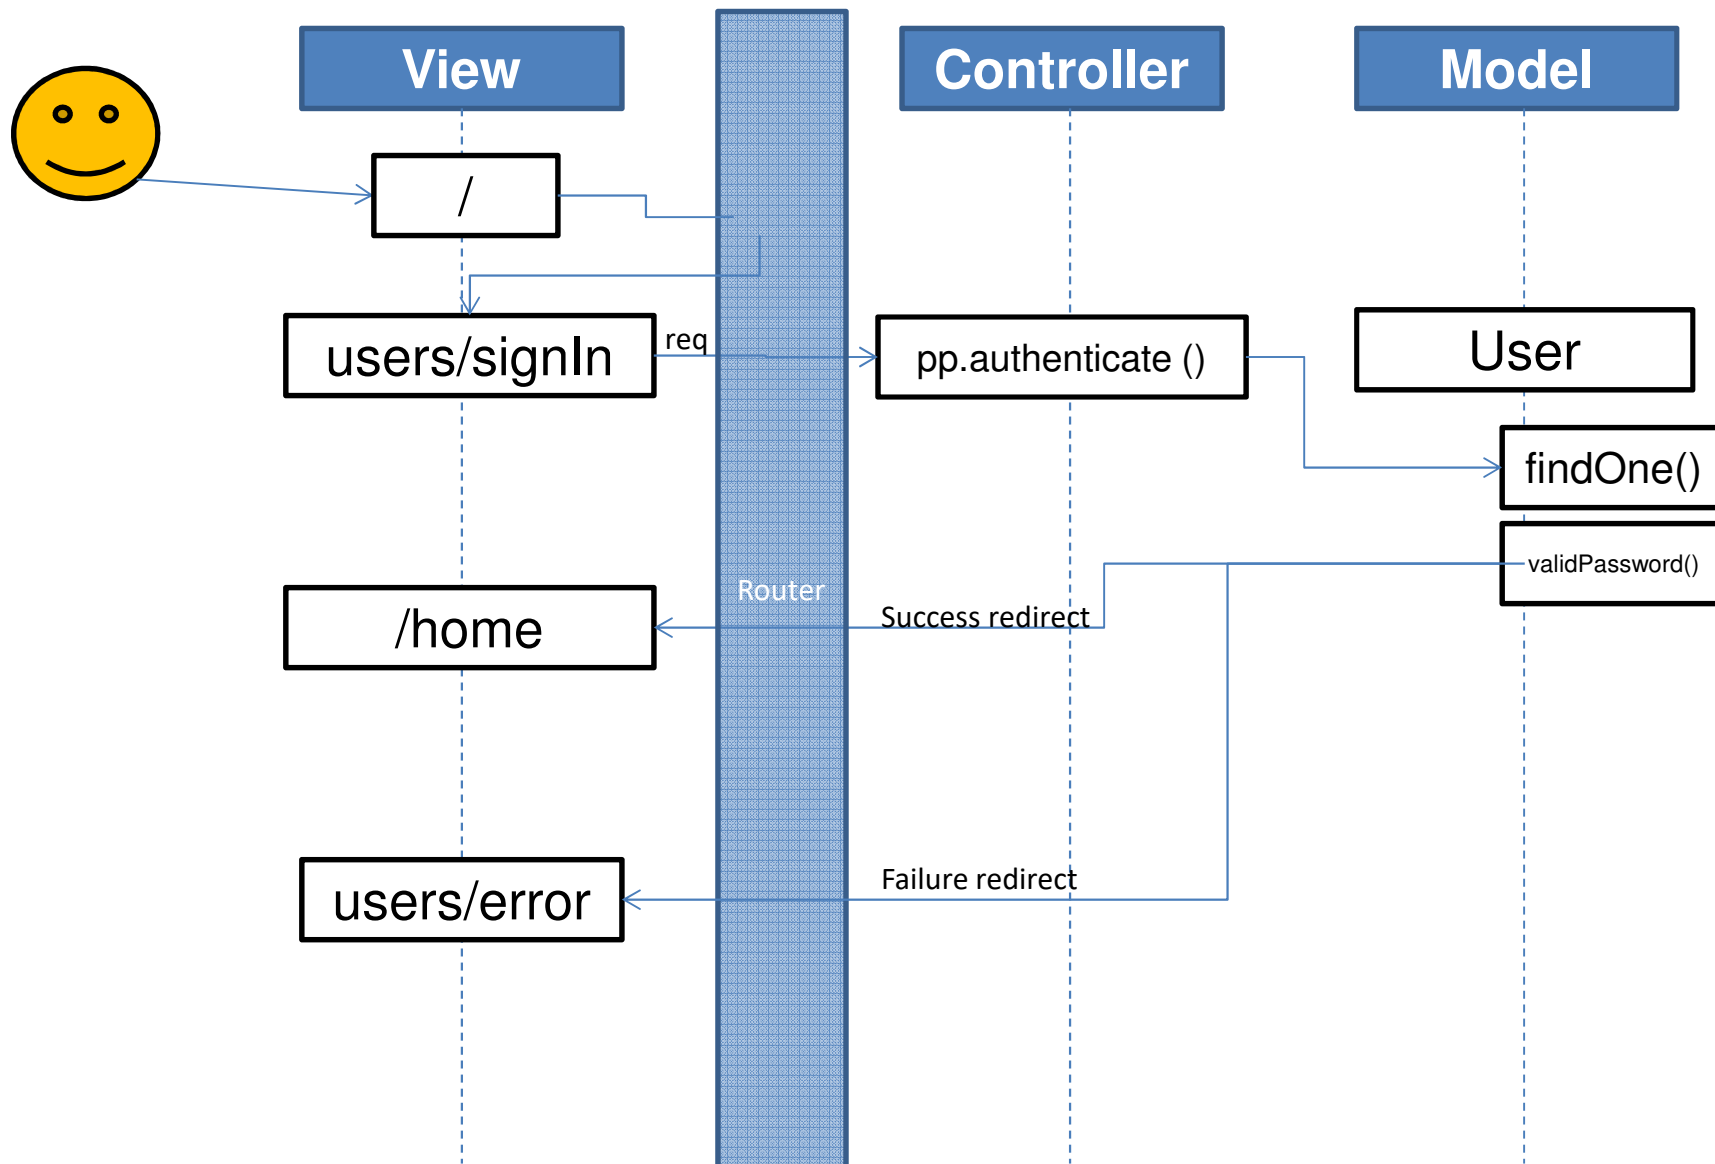 View
Controller
Model
/
users/signIn
req
pp.authenticate ()
User
findOne()
validPassword()
Router
/home
Success redirect
users/error
Failure redirect